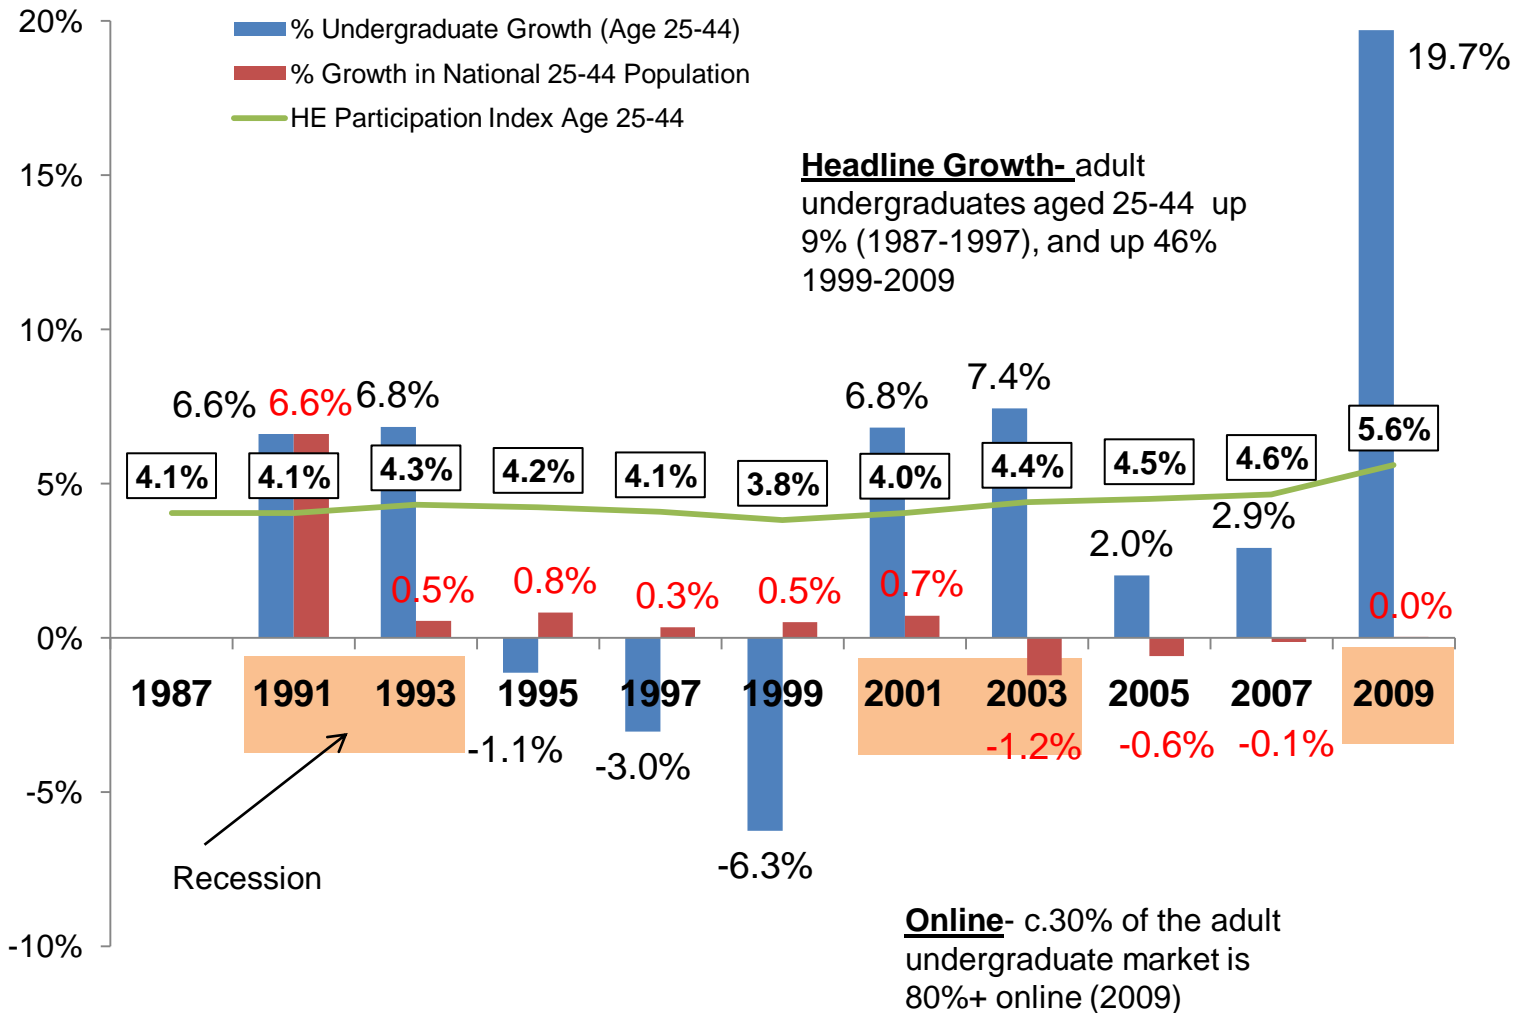 20%
% Undergraduate Growth (Age 25-44)
% Growth in National 25-44 Population
HE Participation Index Age 25-44
19.7%
15%
Headline Growth- adult
undergraduates aged 25-44 up
9% (1987-1997), and up 46%
1999-2009
10%
6.6% 6.6% 6.8% 6.8% 7.4%
4.1% 4.1% 4.3% 4.2% 4.1% 3.8% 4.0% 4.4% 4.5% 4.6% 5.6%
5%
2.0% 2.9%
0.5% 0.8% 0.3% 0.5% 0.7% 0.0%
0%
1987 1991 1993 1995 1997 1999 2001 2003 2005 2007 2009
-1.1% -3.0% -1.2% -0.6% -0.1%
-5%
-6.3%
Recession
-10%
Online- c.30% of the adult
undergraduate market is
80%+ online (2009)